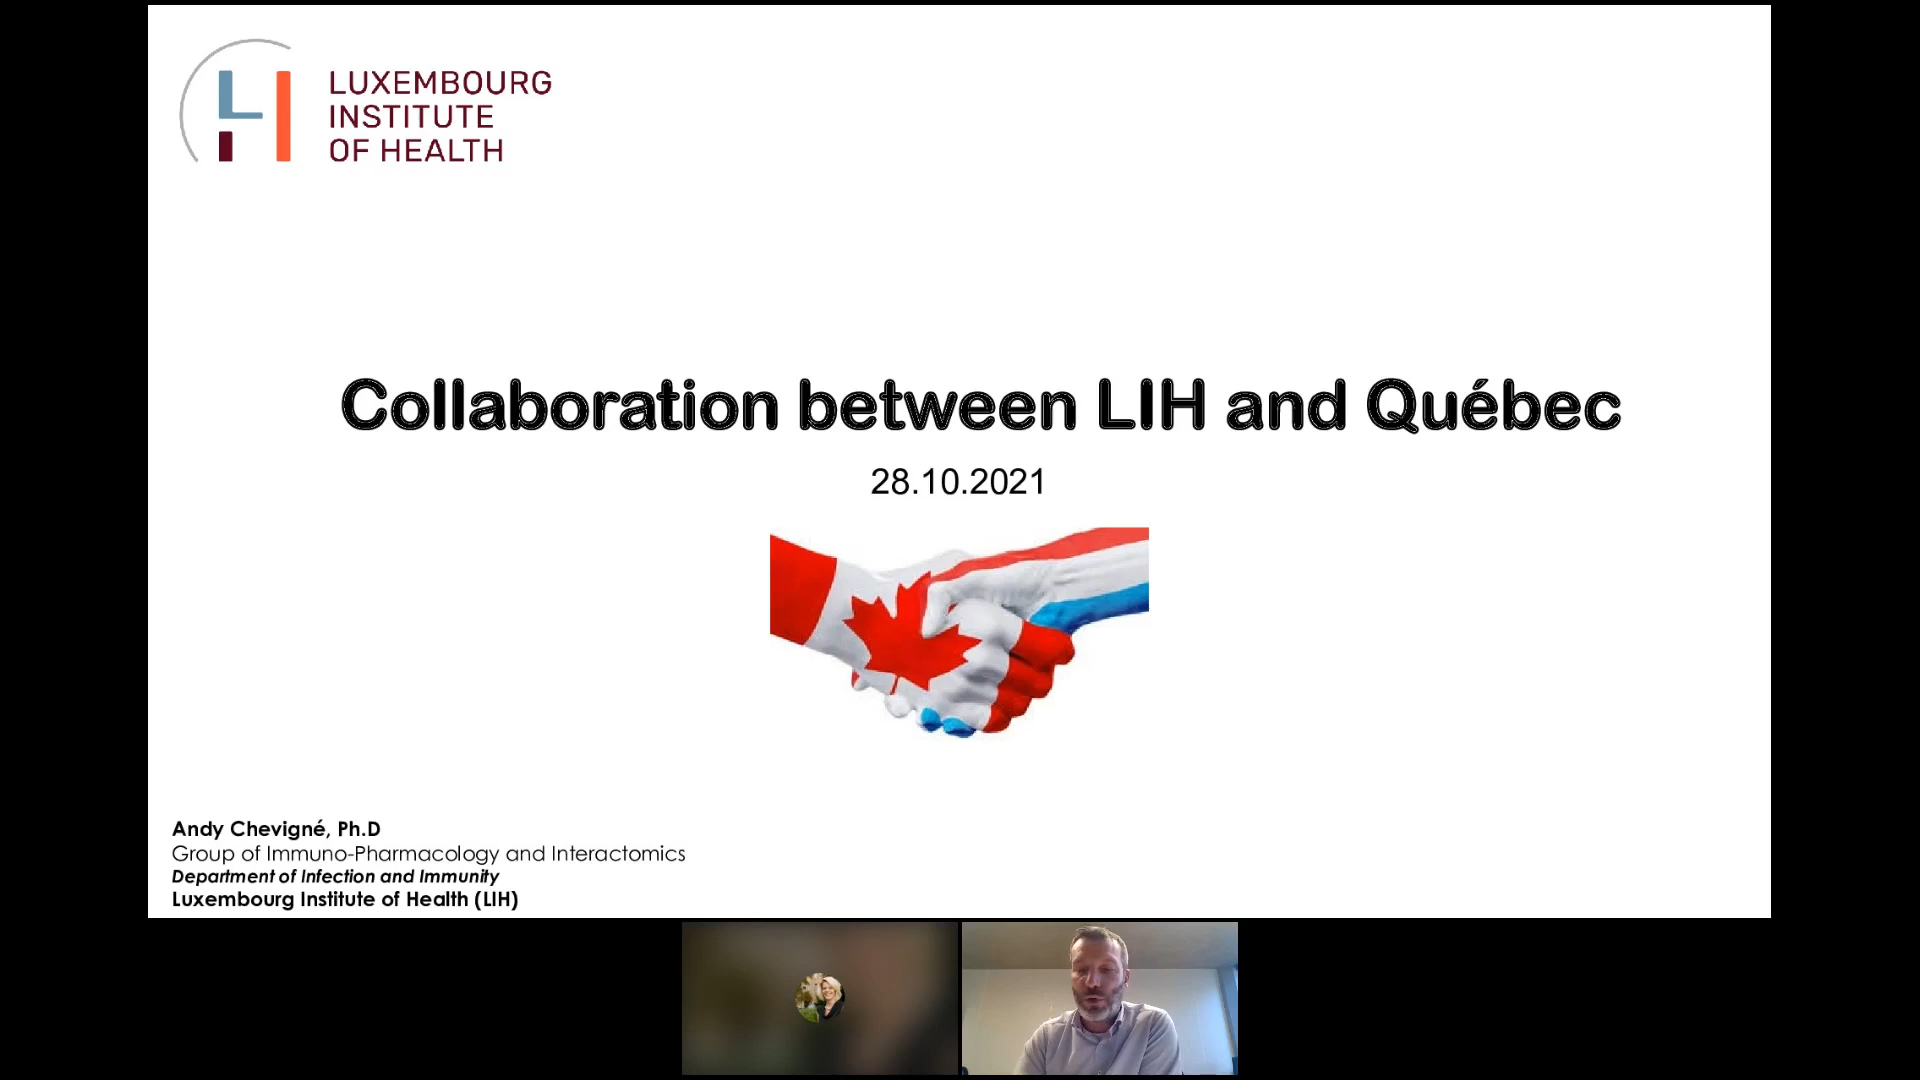 LUXEMBOURG
INSTITUTE
OF HEALTH
Collaboration between LIH and Québec
28.10.2021
Andy Chevigné, Ph.D
Group of Immuno-Pharmacology and Interactomics
Department of Infection and Immunity
Luxembourg Institute of Health (LIH)